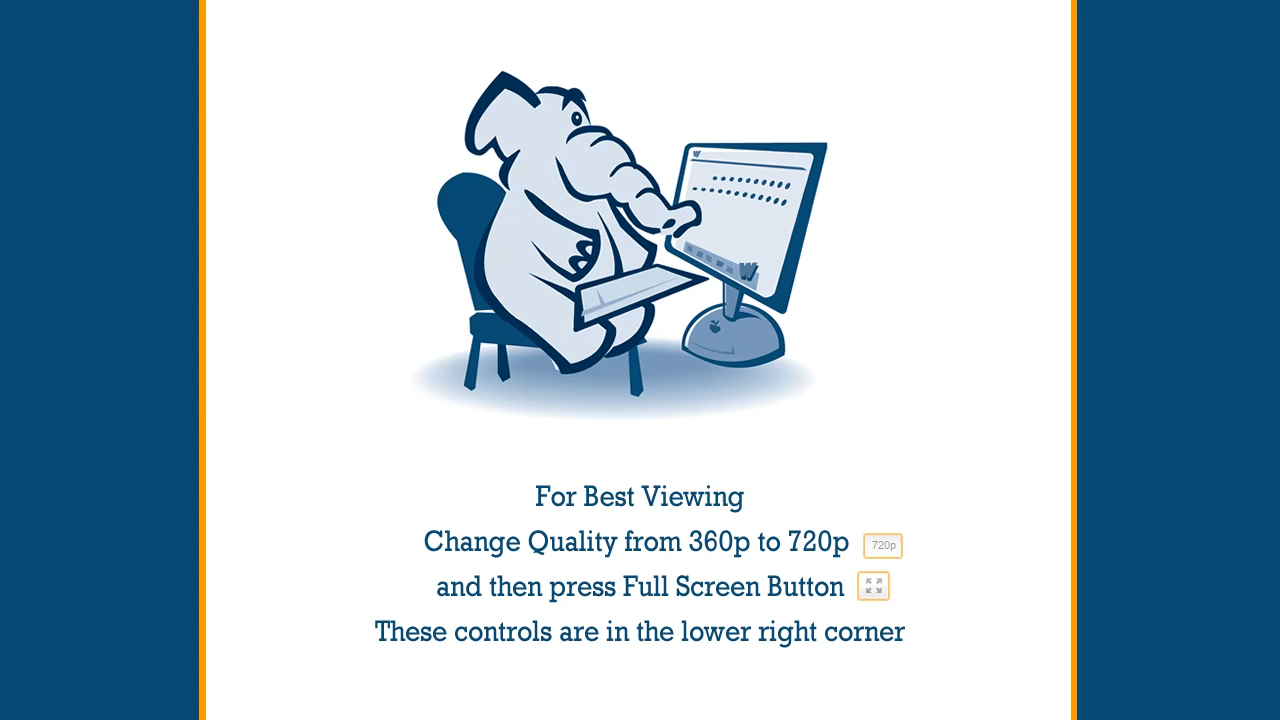 W
W
For Best Viewing
Change Quality from 360p to 720p 720p
and then press Full Screen Button
These controls are in the lower right corner